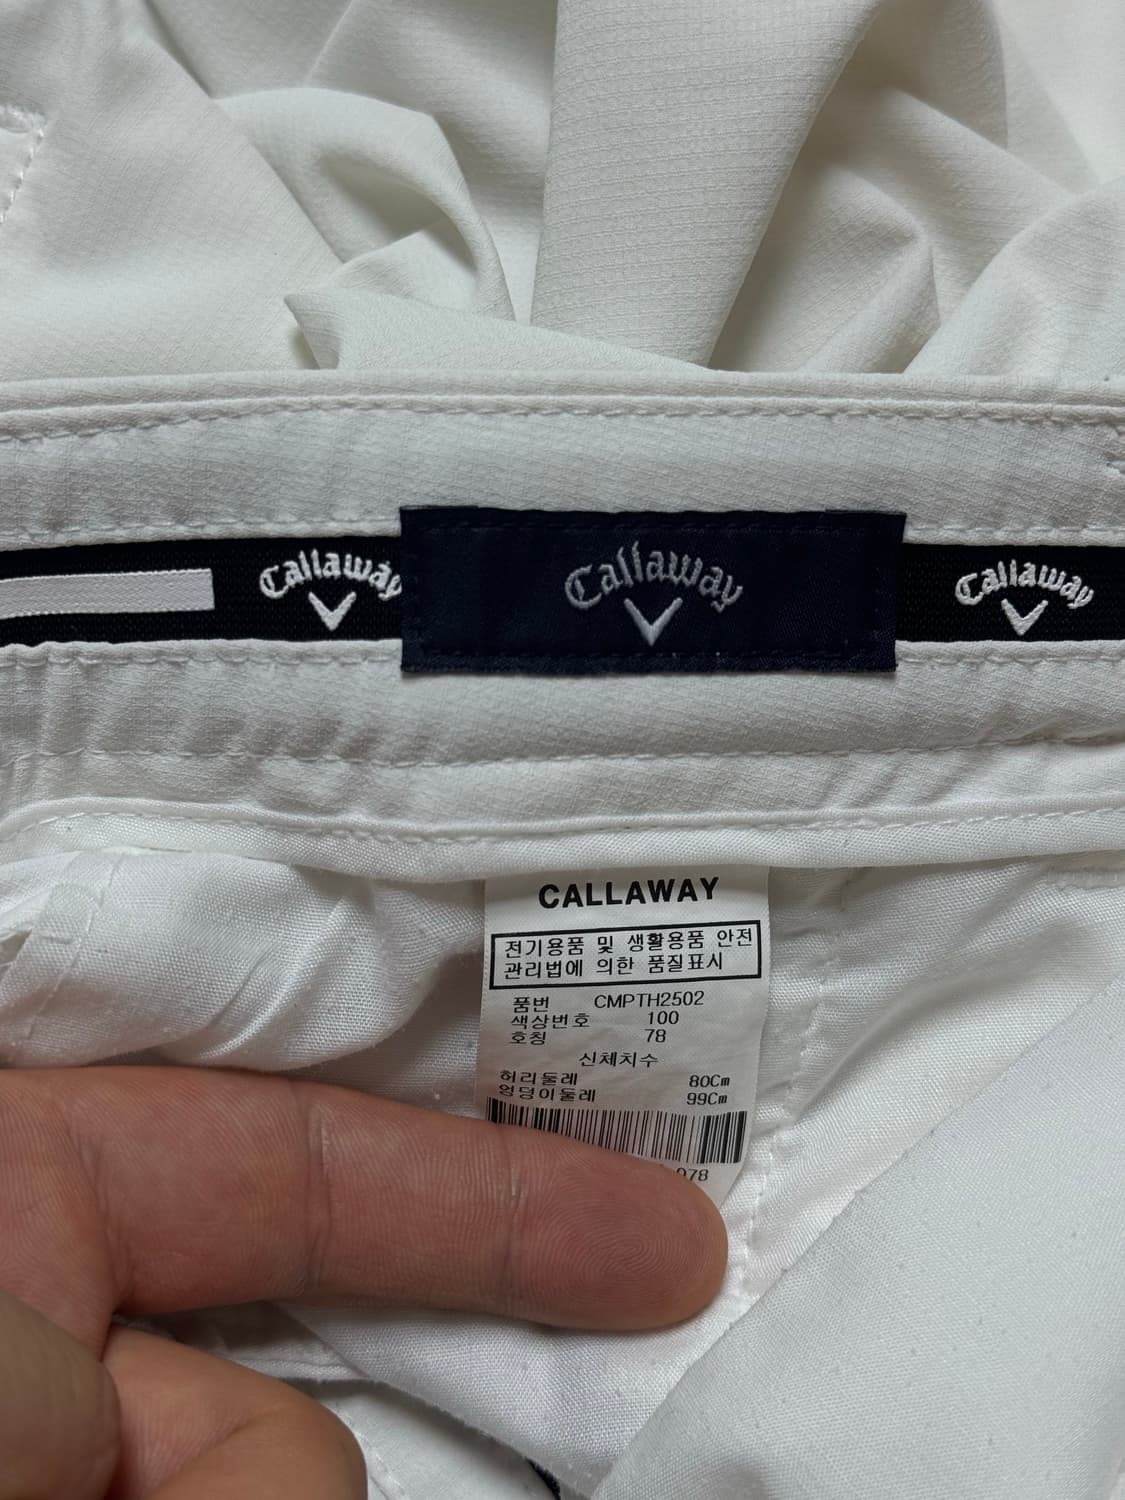 Callaway
Callaway
Callaway
CALLAWAY
전기용품 및 생활용품 안전
관리법에 의한 품질표시
품번 CMPTH2502
색상번호 100
호칭 78
신체치수
허리둘레 80Cm
엉덩이둘레 99Cm
078